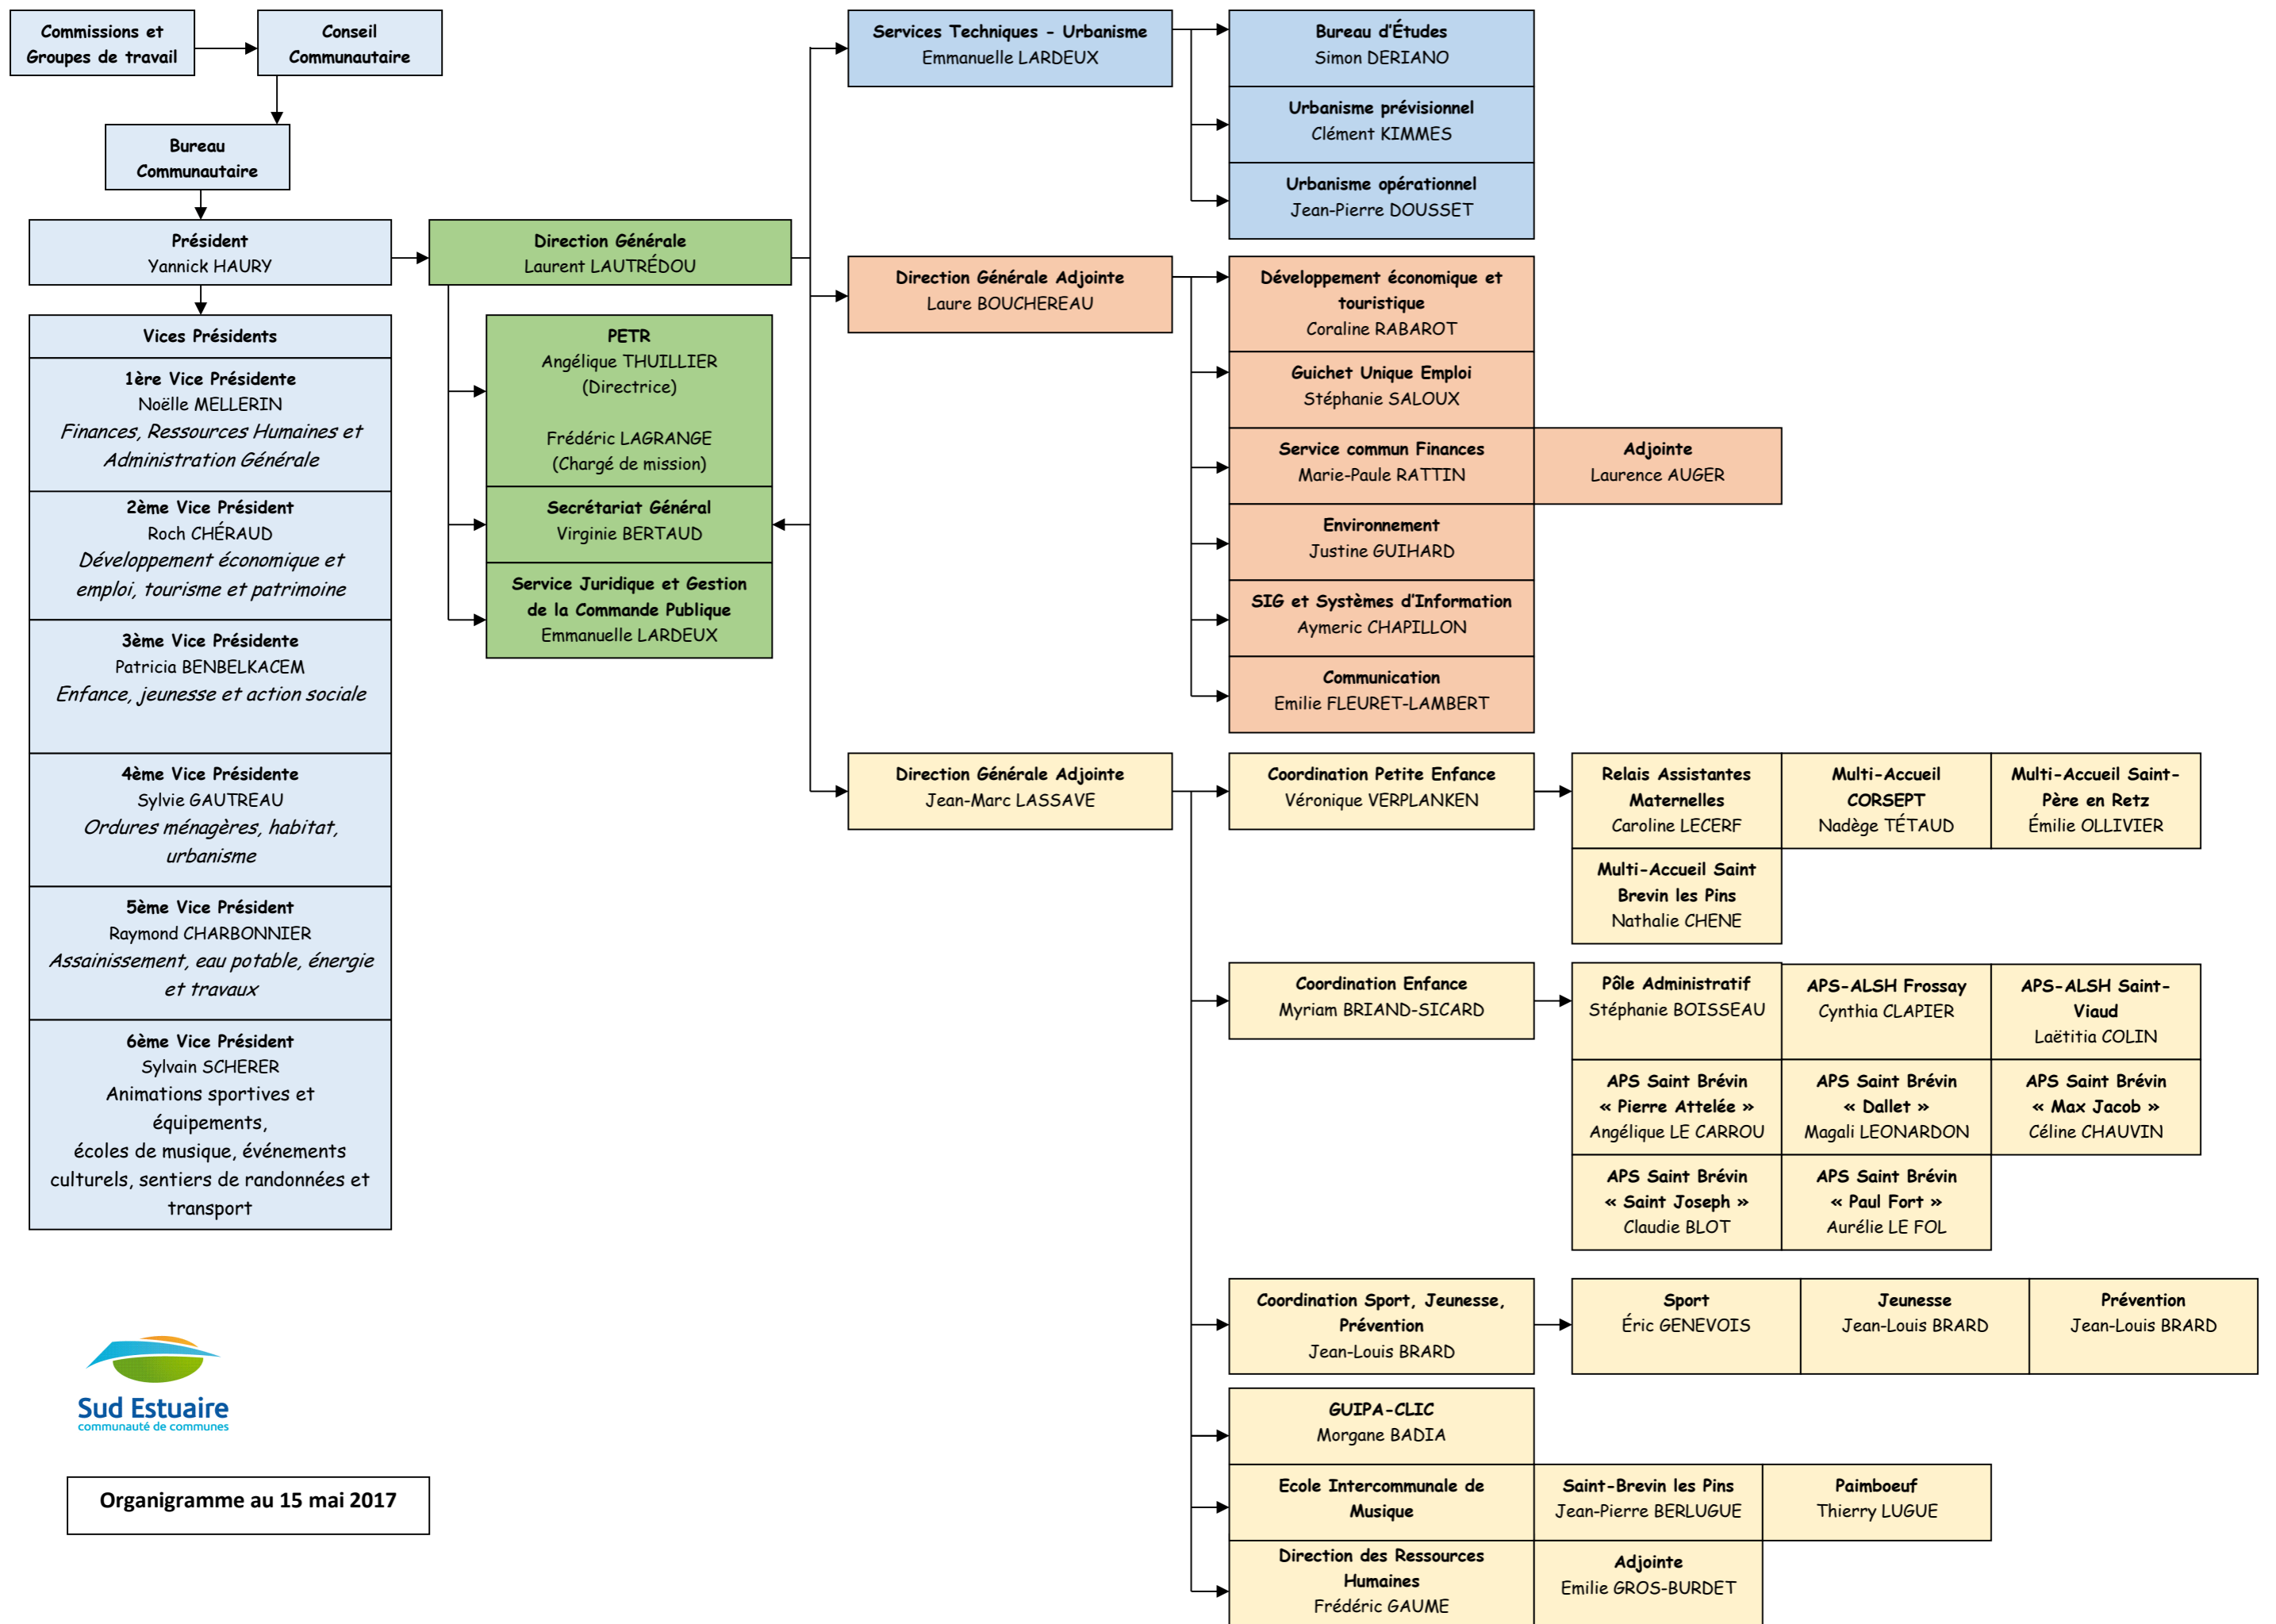 Commissions et
Groupes de travail
Conseil
Communautaire
Bureau
Communautaire
Président
Yannick HAURY
Vices Présidents
1ère Vice Présidente
Noëlle MELLERIN
Finances, Ressources Humaines et
Administration Générale
2ème Vice Président
Roch CHÉRAUD
Développement économique et
emploi, tourisme et patrimoine
3ème Vice Présidente
Patricia BENBELKACEM
Enfance, jeunesse et action sociale
4ème Vice Présidente
Sylvie GAUTREAU
Ordures ménagères, habitat,
urbanisme
5ème Vice Président
Raymond CHARBONNIER
Assainissement, eau potable, énergie
et travaux
6ème Vice Président
Sylvain SCHERER
Animations sportives et
équipements,
écoles de musique, événements
culturels, sentiers de randonnées et
transport
Sud Estuaire
communauté de communes
Organigramme au 15 mai 2017
Direction Générale
Laurent LAUTRÉDOU
PETR
Angélique THUILLIER
(Directrice)
Frédéric LAGRANGE
(Chargé de mission)
Secrétariat Général
Virginie BERTAUD
Service Juridique et Gestion
de la Commande Publique
Emmanuelle LARDEUX
Services Techniques - Urbanisme
Emmanuelle LARDEUX
Bureau d'Études
Simon DERIANO
Urbanisme prévisionnel
Clément KIMMES
Urbanisme opérationnel
Jean-Pierre DOUSSET
Direction Générale Adjointe
Laure BOUCHEREAU
Développement économique et
touristique
Coraline RABAROT
Guichet Unique Emploi
Stéphanie SALOUX
Service commun Finances
Marie-Paule RATTIN
Adjointe
Laurence AUGER
Environnement
Justine GUIHARD
SIG et Systèmes d'Information
Aymeric CHAPILLON
Communication
Emilie FLEURET-LAMBERT
Direction Générale Adjointe
Jean-Marc LASSAVE
Coordination Petite Enfance
Véronique VERPLANKEN
Relais Assistantes
Maternelles
Caroline LECERF
Multi-Accueil
CORSEPT
Nadège TÉTAUD
Multi-Accueil Saint-
Père en Retz
Émilie OLLIVIER
Multi-Accueil Saint
Brevin les Pins
Nathalie CHENE
Coordination Enfance
Myriam BRIAND-SICARD
Pôle Administratif
Stéphanie BOISSEAU
APS-ALSH Frossay
Cynthia CLAPIER
APS-ALSH Saint-
Viaud
Laëtitia COLIN
APS Saint Brévin
« Pierre Attelée »
Angélique LE CARROU
APS Saint Brévin
« Dallet »
Magali LEONARDON
APS Saint Brévin
« Max Jacob »
Céline CHAUVIN
APS Saint Brévin
« Saint Joseph »
Claudie BLOT
APS Saint Brévin
« Paul Fort »
Aurélie LE FOL
Coordination Sport, Jeunesse,
Prévention
Jean-Louis BRARD
Sport
Éric GENEVOIS
Jeunesse
Jean-Louis BRARD
Prévention
Jean-Louis BRARD
GUIPA-CLIC
Morgane BADIA
Ecole Intercommunale de
Musique
Saint-Brevin les Pins
Jean-Pierre BERLUGUE
Paimboeuf
Thierry LUGUE
Direction des Ressources
Humaines
Frédéric GAUME
Adjointe
Emilie GROS-BURDET